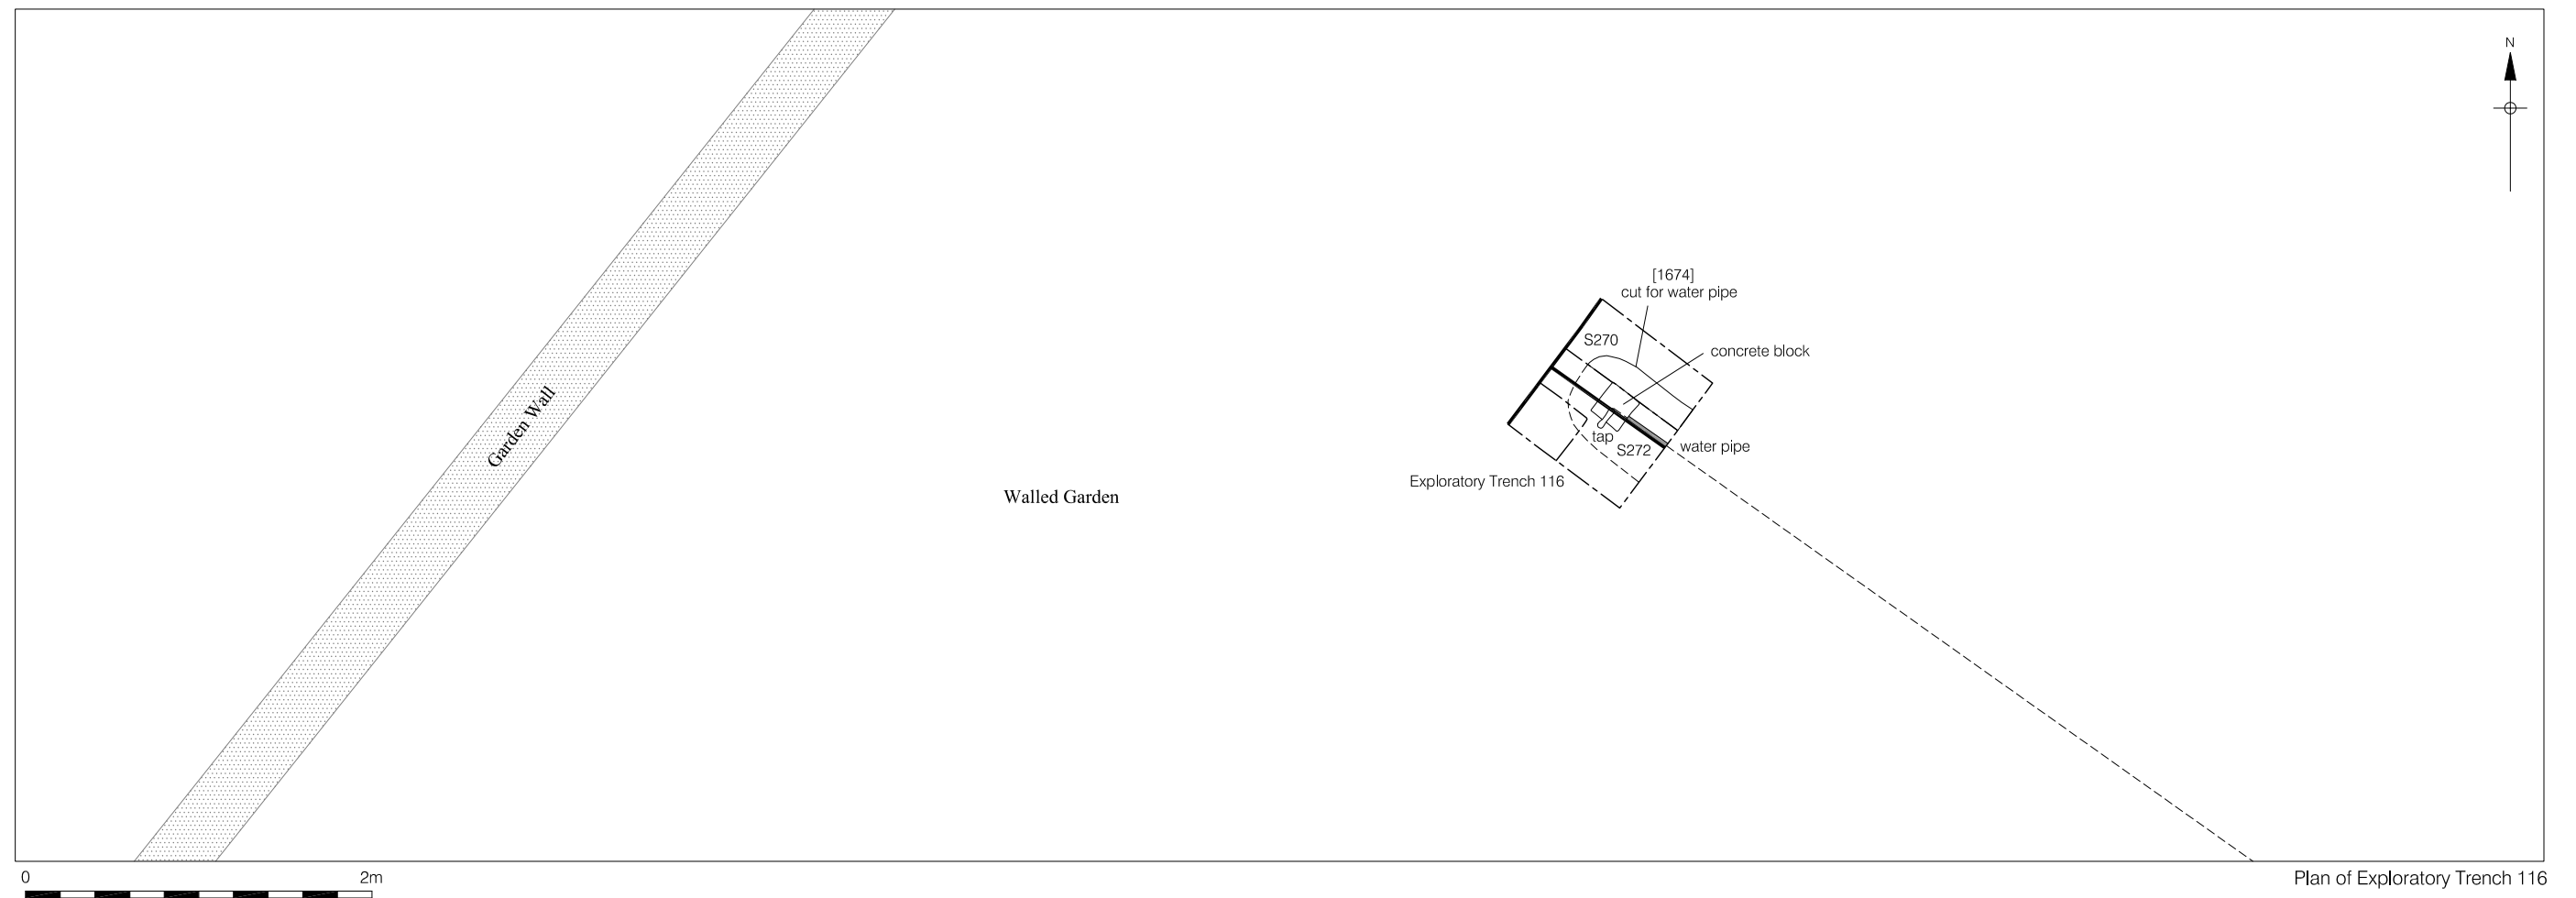 N
[1674]
cut for water pipe
S270
concrete block
Garden Wall
tap
S272
water pipe
Exploratory Trench 116
Walled Garden
0 2m
Plan of Exploratory Trench 116